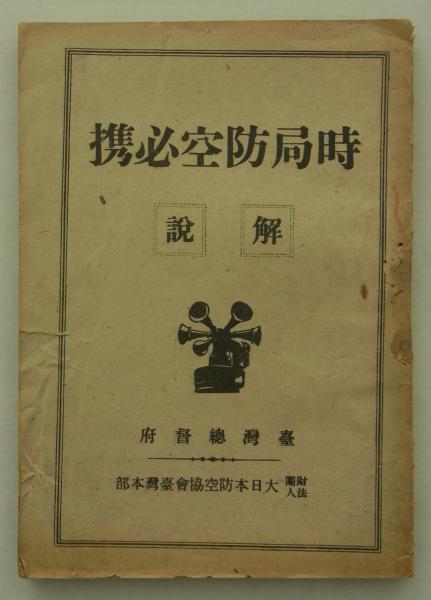 時局防空必携
解說
臺灣總督府
財團法人大日本防空協會臺灣本部